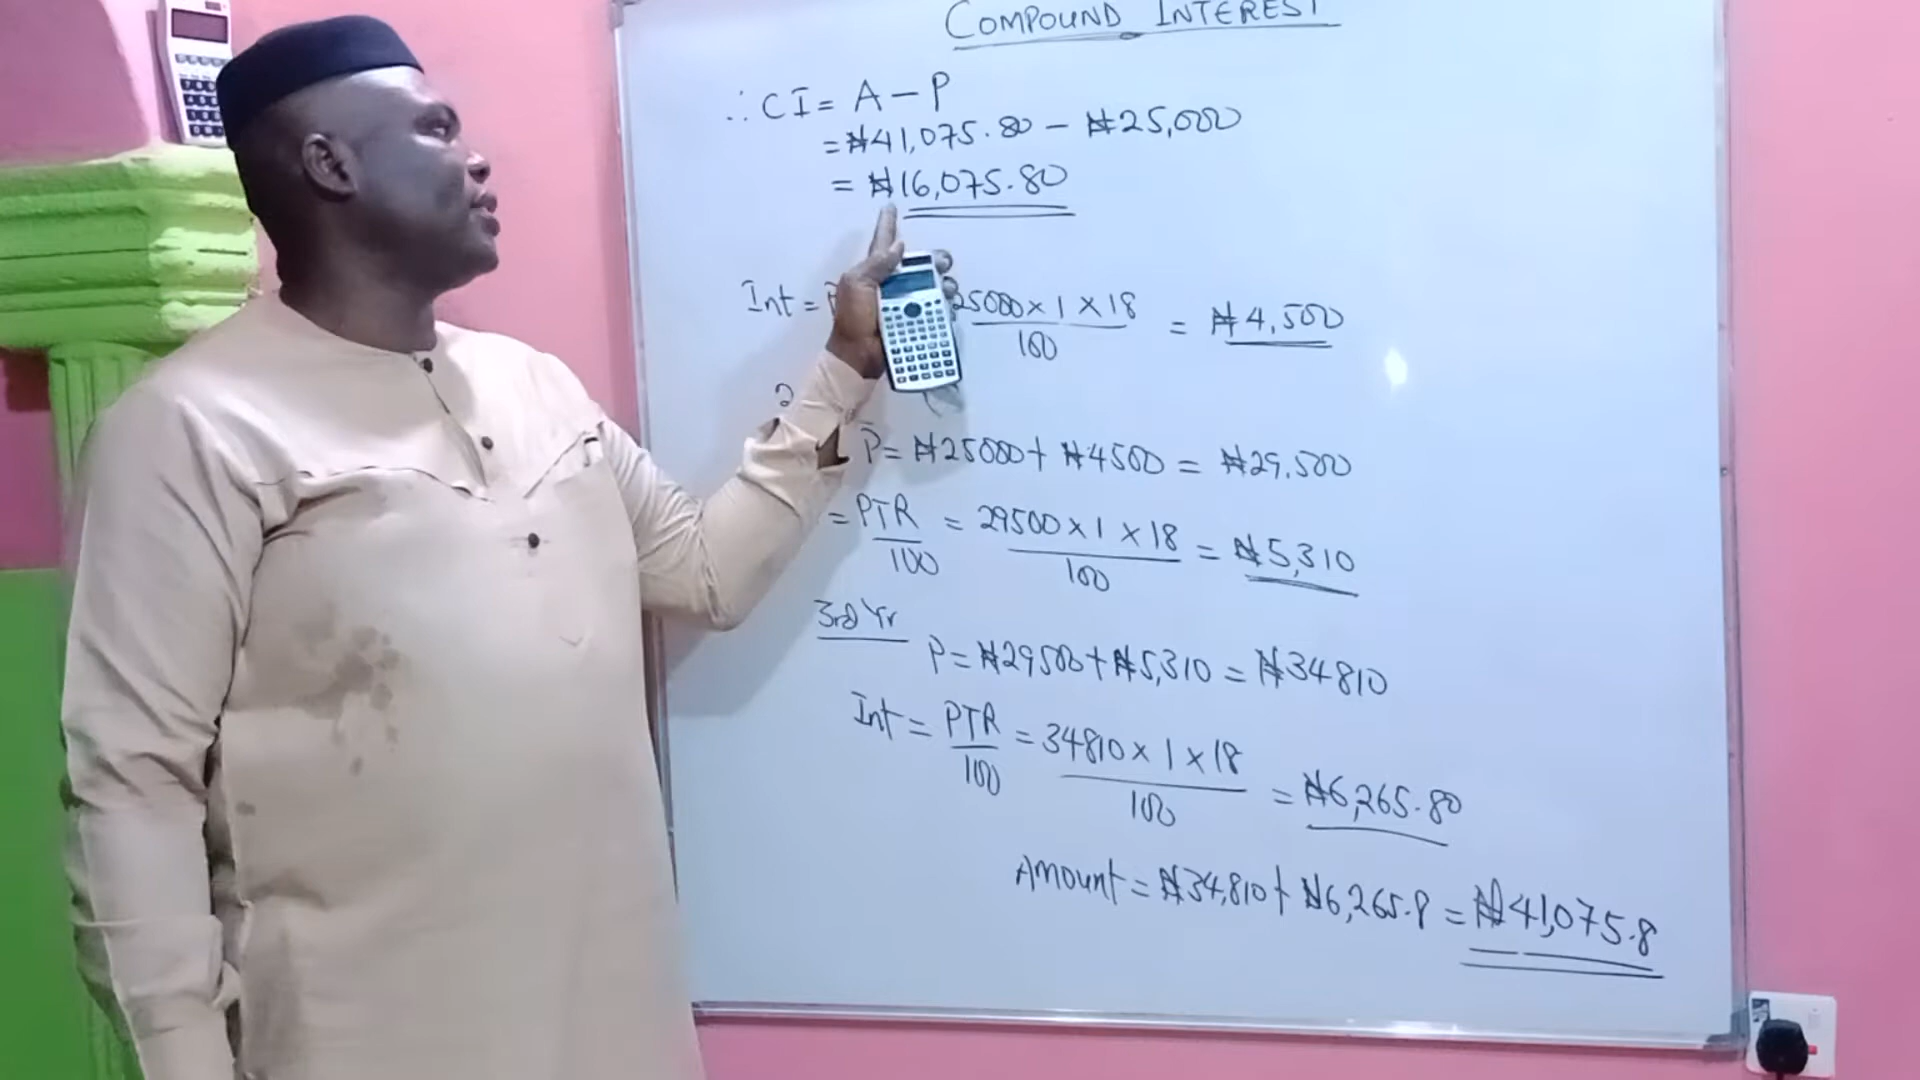 COMPOUND INTEREST
∴ CI = A - P
= ₦41,075.80 - ₦25,000
= ₦16,075.80
Int = 25000 × 1 × 18 / 100 = ₦4,500
2
P = ₦25000 + ₦4500 = ₦29,500
= PTR / 100 = 29500 × 1 × 18 / 100 = ₦5,310
3rd Yr
P = ₦29500 + ₦5,310 = ₦34810
Int = PTR / 100 = 34810 × 1 × 18 / 100 = ₦6,265.80
Amount = ₦34,810 + ₦6,265.8 = ₦41,075.8